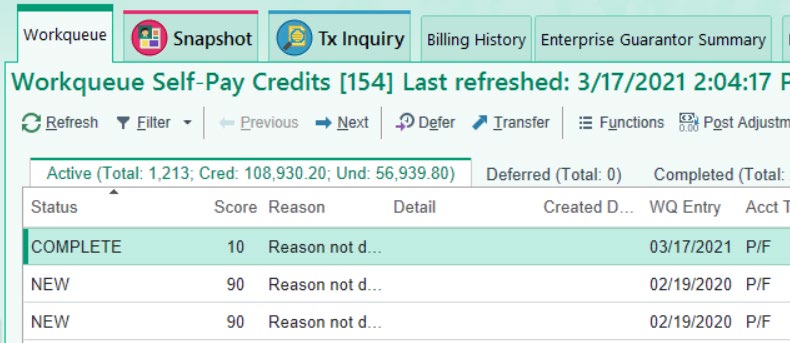 Workqueue Snapshot Tx Inquiry Billing History Enterprise Guarantor Summary
Workqueue Self-Pay Credits [154] Last refreshed: 3/17/2021 2:04:17 P
Refresh Filter Previous Next Defer Transfer Functions 0.00 Post Adjustm
Active (Total: 1,213; Cred: 108,930.20; Und: 56,939.80) Deferred (Total: 0) Completed (Total:
Status Score Reason Detail Created D... WQ Entry Acct T
COMPLETE 10 Reason not d... 03/17/2021 P/F
NEW 90 Reason not d... 02/19/2020 P/F
NEW 90 Reason not d... 02/19/2020 P/F